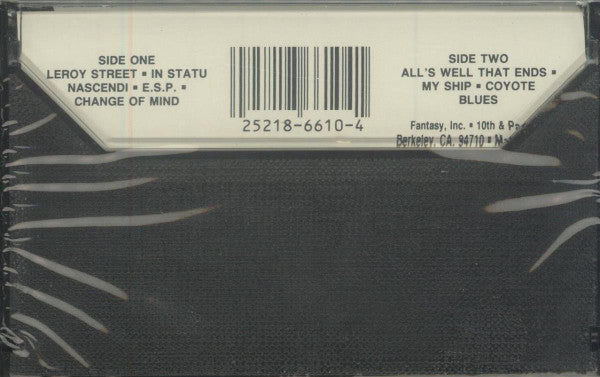 SIDE ONE
LEROY STREET ▪ IN STATU
NASCENDI ▪ E.S.P. ▪
CHANGE OF MIND
25218-6610-4
SIDE TWO
ALL'S WELL THAT ENDS ▪
MY SHIP ▪ COYOTE
BLUES
Fantasy, Inc. ▪ 10th &
Berkeley, CA. 94710 ▪